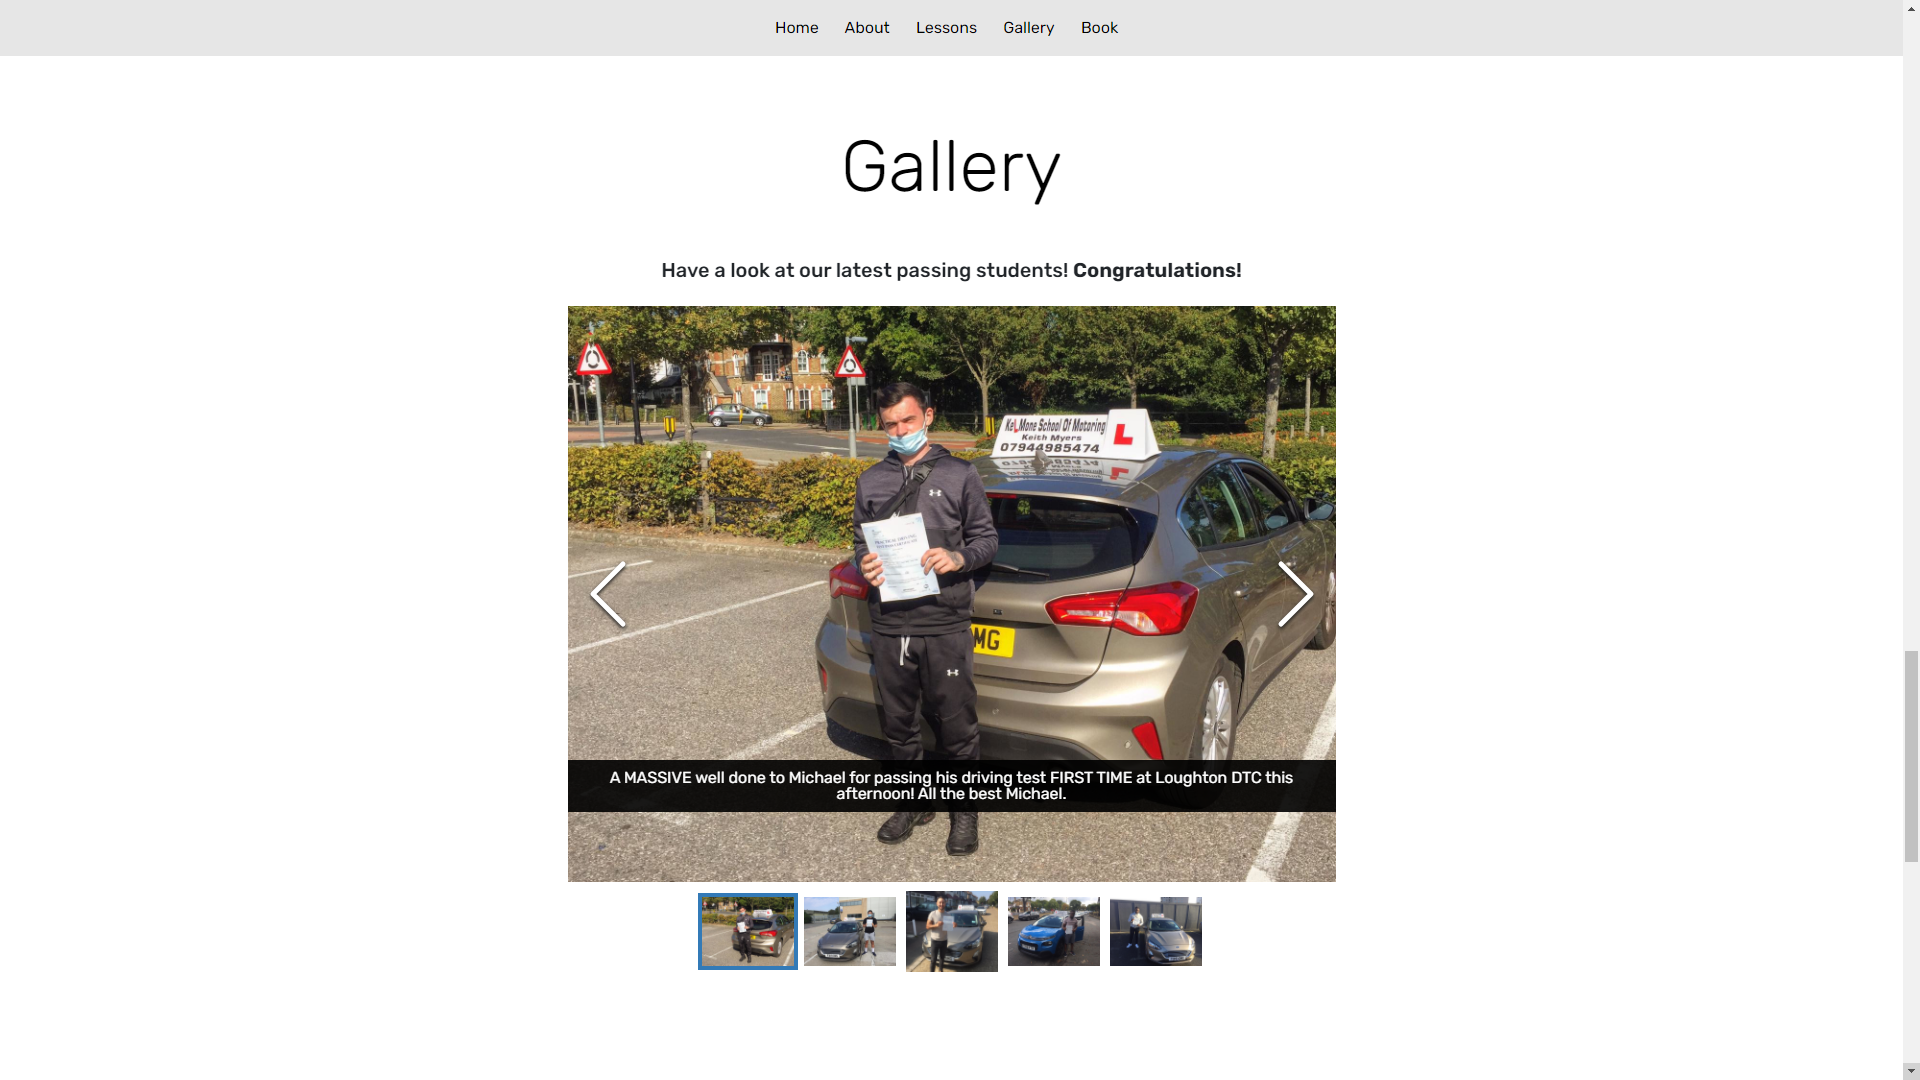 Home About Lessons Gallery Book
Gallery
Have a look at our latest passing students! Congratulations!
KeLMone School Of Motoring
Keith Myers
07944985474
L
MG
A MASSIVE well done to Michael for passing his driving test FIRST TIME at Loughton DTC this
afternoon! All the best Michael.